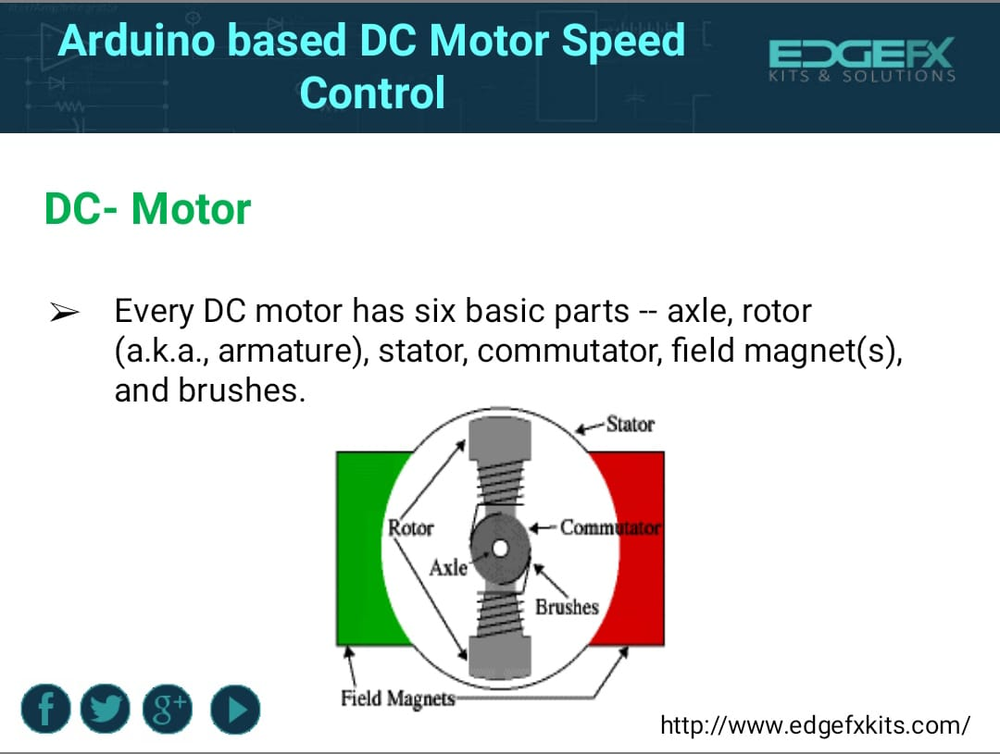 Arduino based DC Motor Speed
Control
EDGEFX
KITS & SOLUTIONS
DC- Motor
➢ Every DC motor has six basic parts -- axle, rotor
(a.k.a., armature), stator, commutator, field magnet(s),
and brushes.
Stator
Rotor
Commutator
Axle
Brushes
Field Magnets
f
g+
http://www.edgefxkits.com/